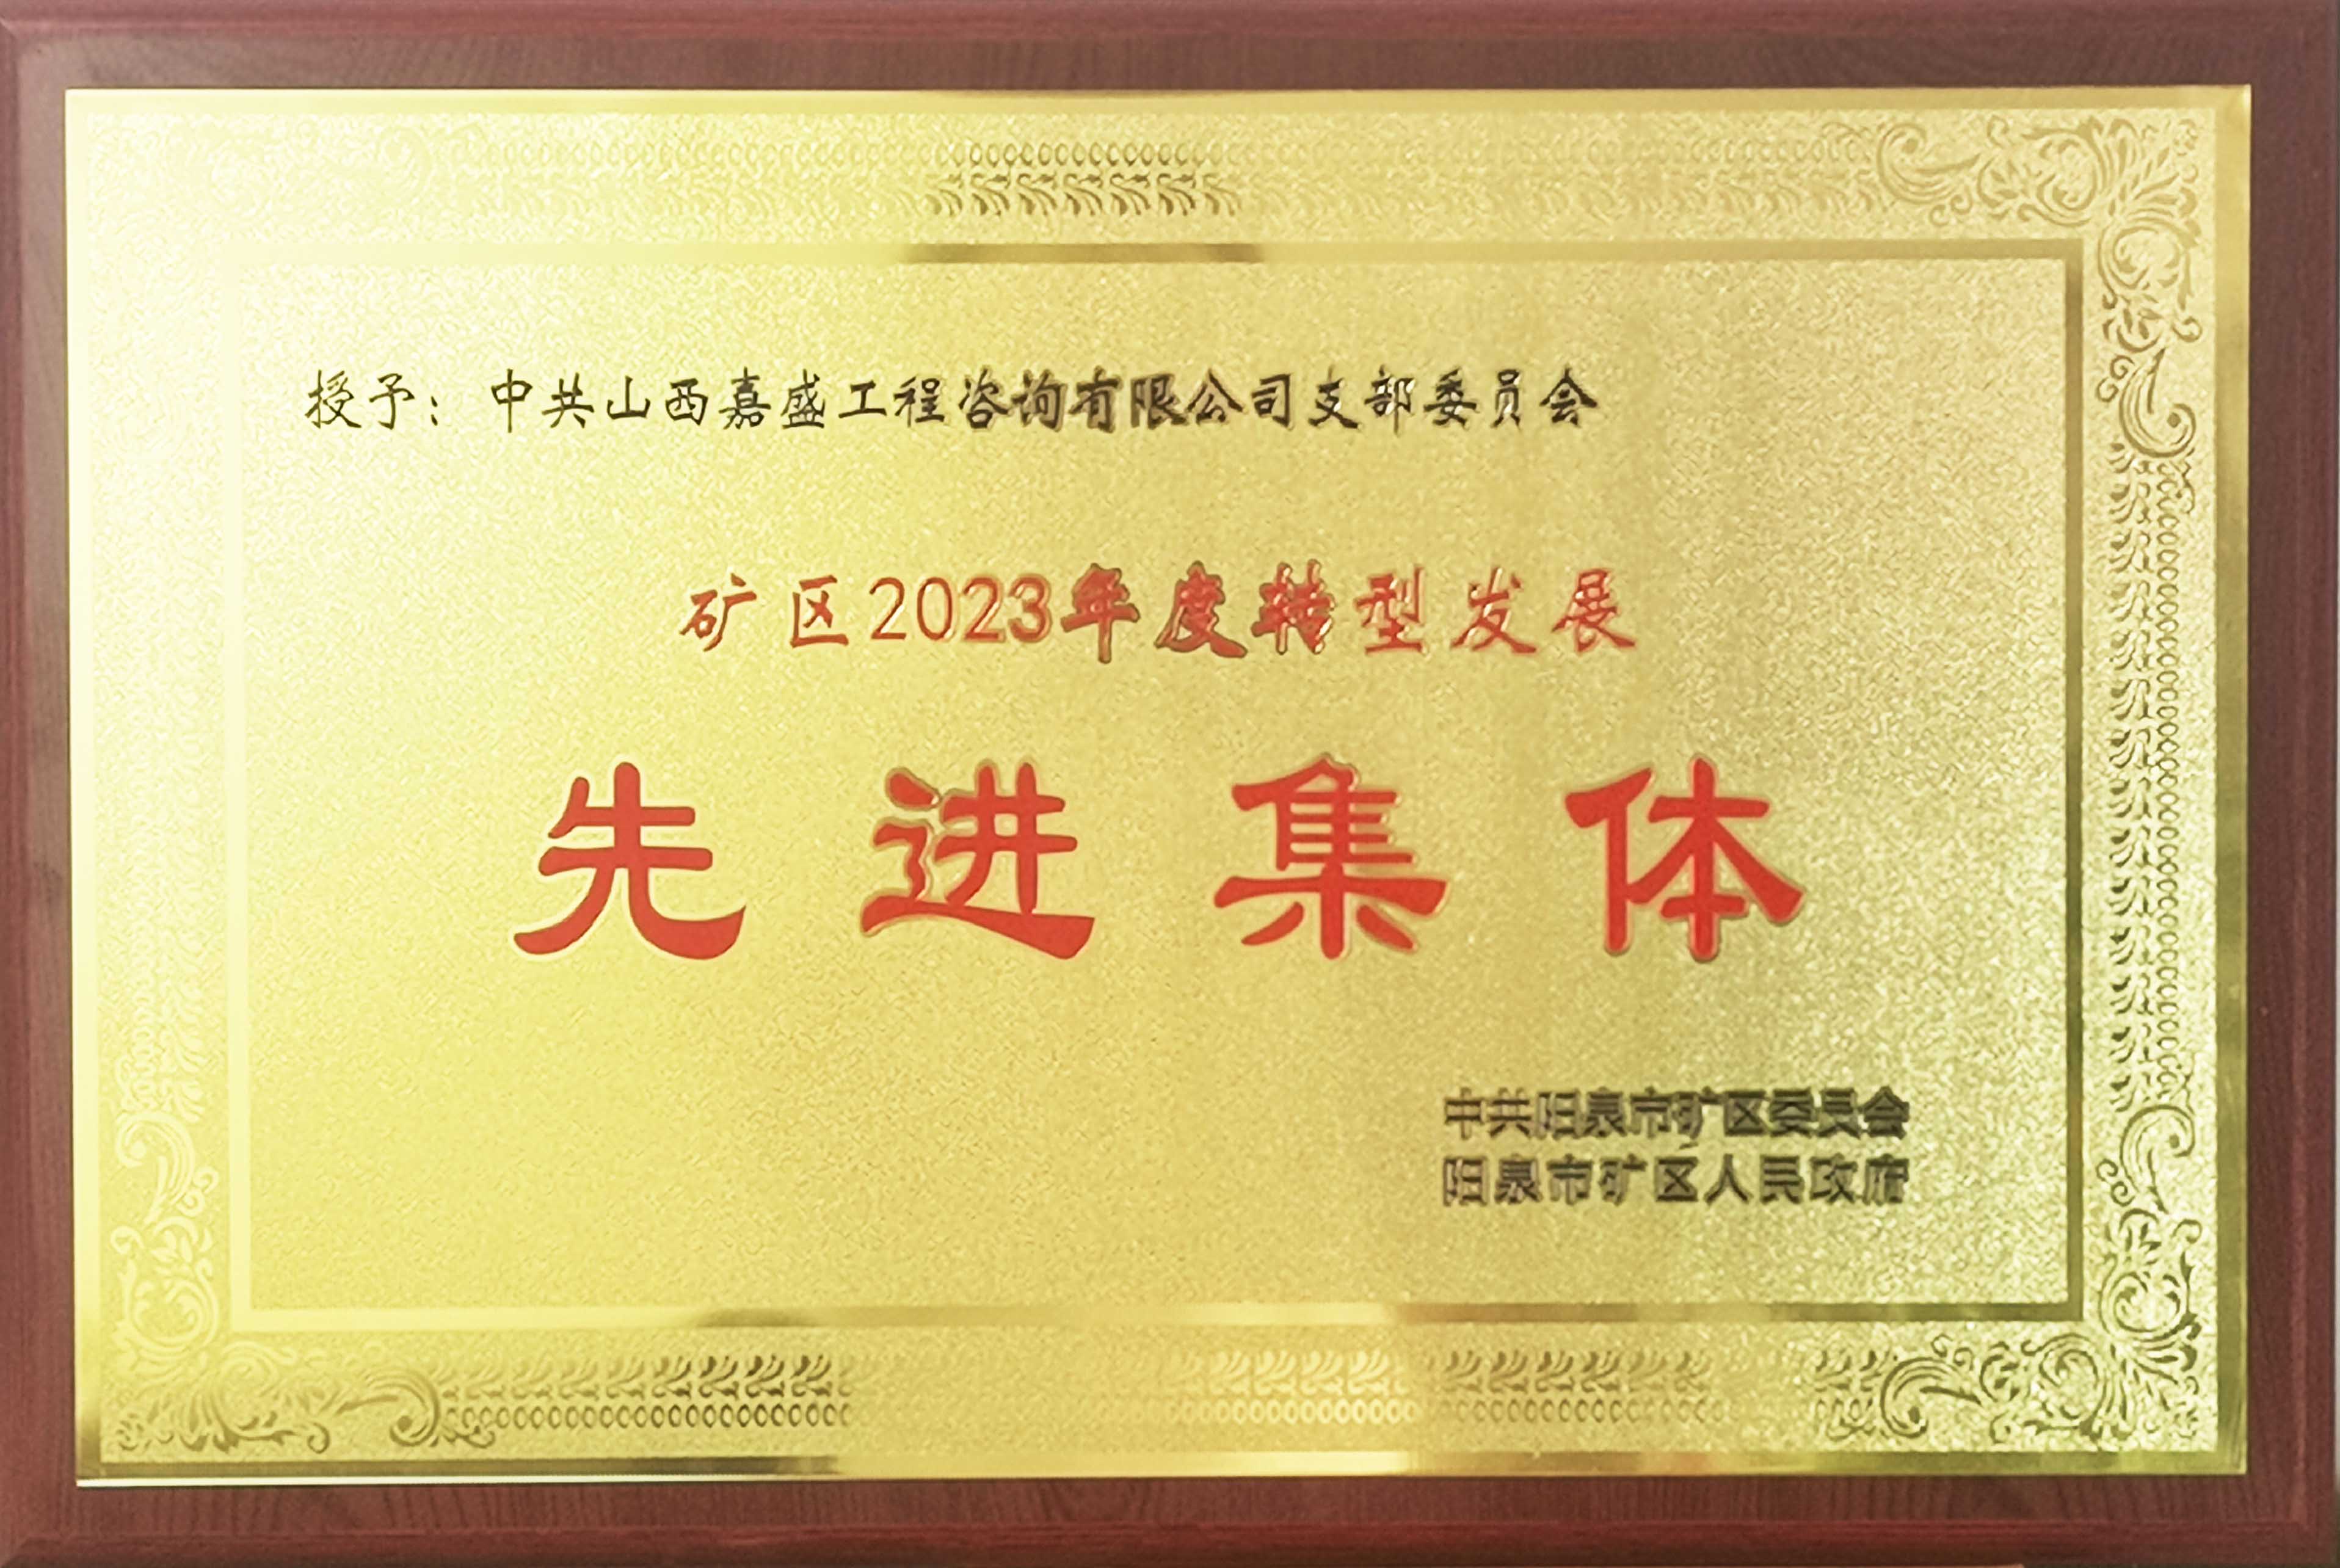 授予：中共山西嘉盛工程咨询有限公司支部委员会
矿区2023年度转型发展
先进集体
中共阳泉市矿区委员会
阳泉市矿区人民政府